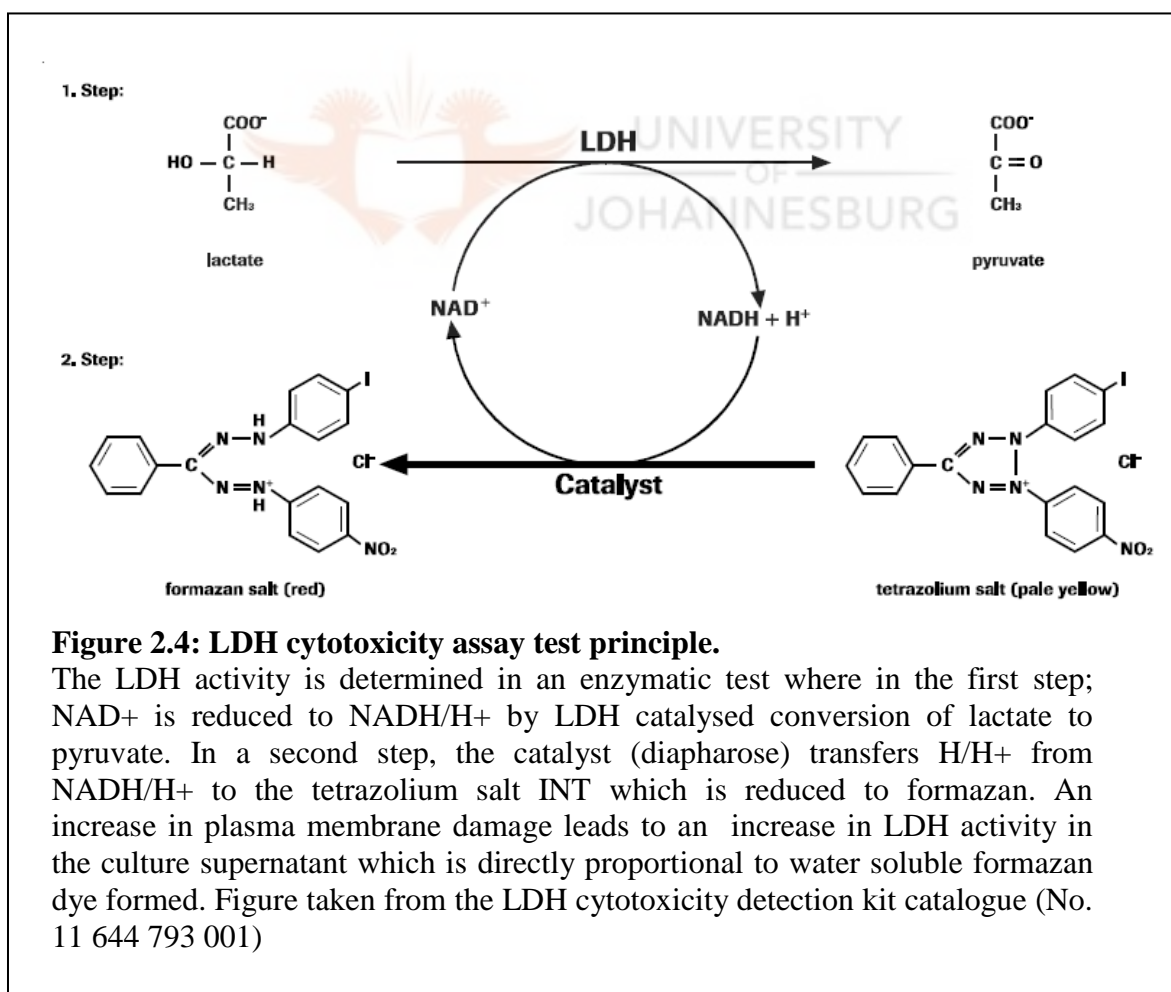 1. Step:
COO⁻
HO — C — H
CH₃
lactate
LDH
UNIVERSITY
OF
JOHANNESBURG
COO⁻
C = O
CH₃
pyruvate
NAD⁺
NADH + H⁺
2. Step:
I
H
N — N
C
N = N⁺
H
NO₂
Cl⁻
formazan salt (red)
Catalyst
I
N — N
C
N = N⁺
NO₂
Cl⁻
tetrazolium salt (pale yellow)
Figure 2.4: LDH cytotoxicity assay test principle.
The LDH activity is determined in an enzymatic test where in the first step;
NAD+ is reduced to NADH/H+ by LDH catalysed conversion of lactate to
pyruvate. In a second step, the catalyst (diapharose) transfers H/H+ from
NADH/H+ to the tetrazolium salt INT which is reduced to formazan. An
increase in plasma membrane damage leads to an increase in LDH activity in
the culture supernatant which is directly proportional to water soluble formazan
dye formed. Figure taken from the LDH cytotoxicity detection kit catalogue (No.
11 644 793 001)